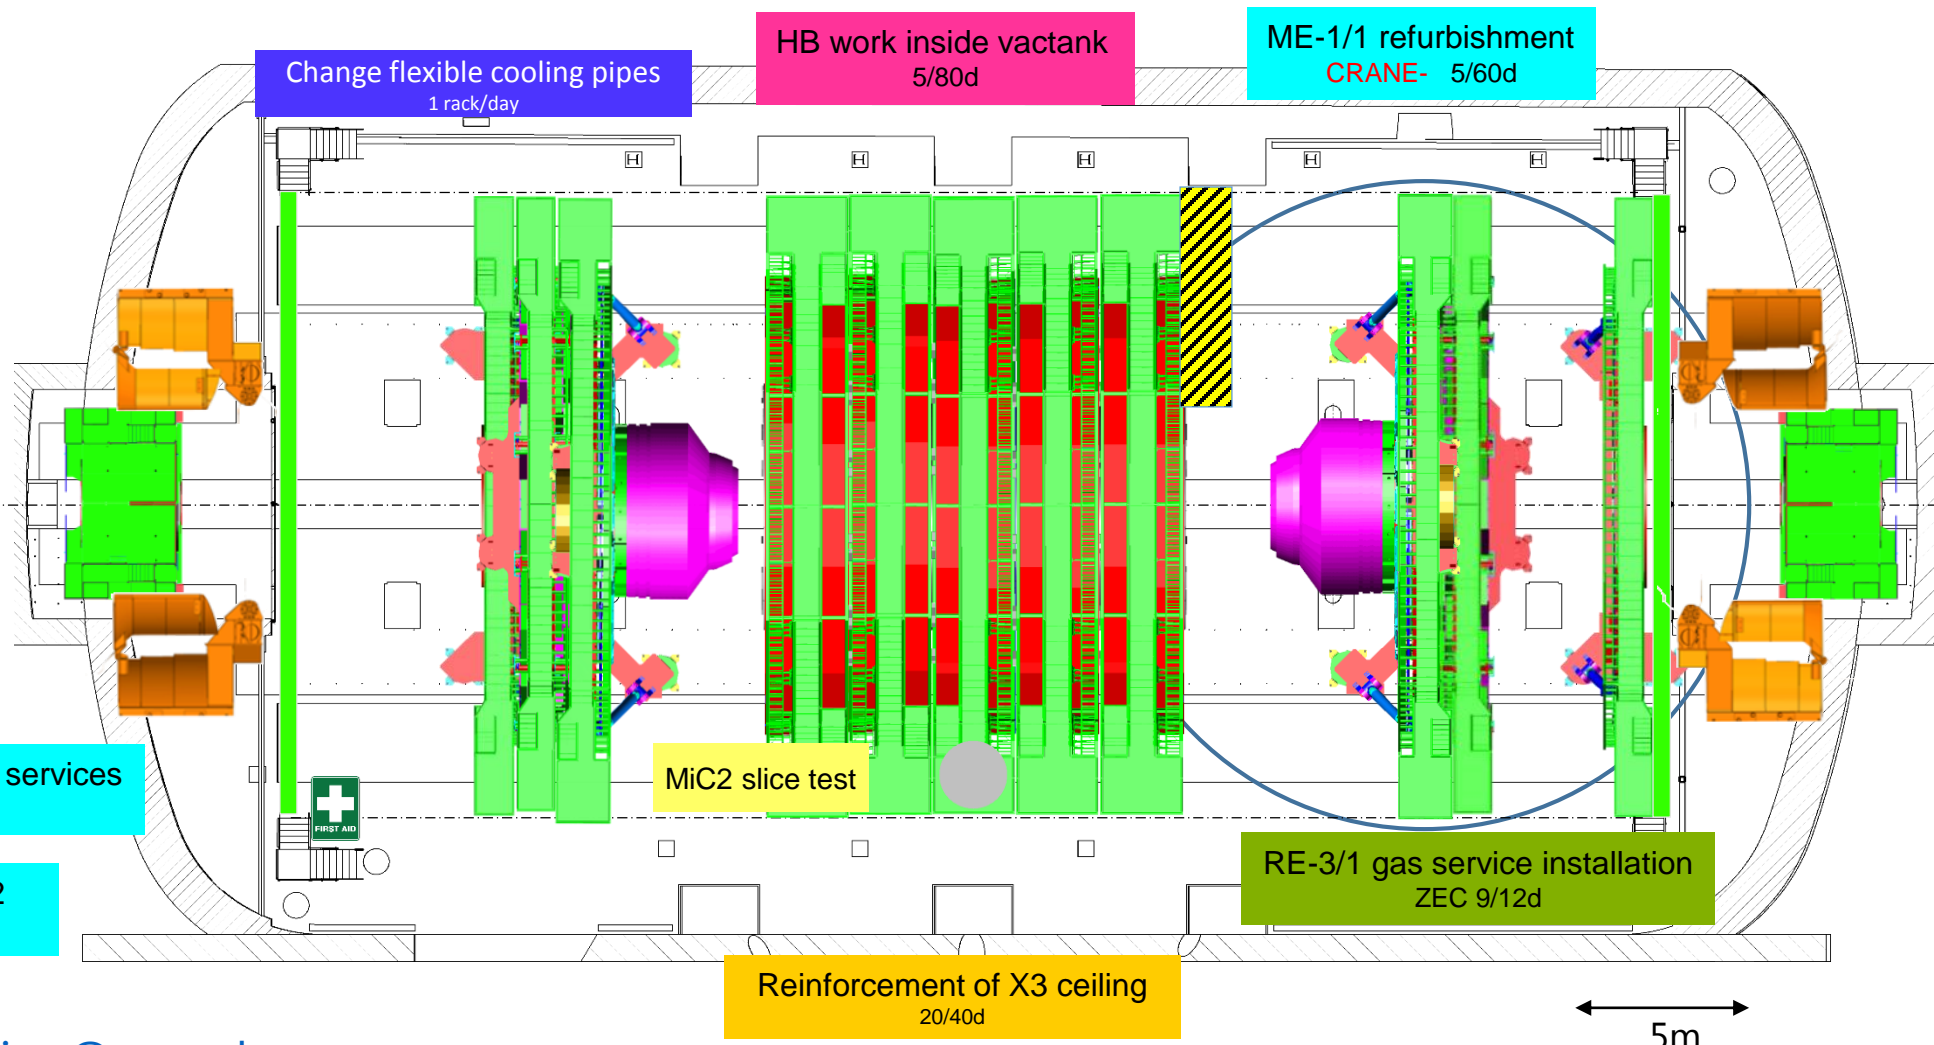 HB work inside vactank
5/80d
ME-1/1 refurbishment
CRANE- 5/60d
Change flexible cooling pipes
1 rack/day
H H H H H
services
MiC2 slice test
FIRST AID
RE-3/1 gas service installation
ZEC 9/12d
2
Reinforcement of X3 ceiling
20/40d
5m